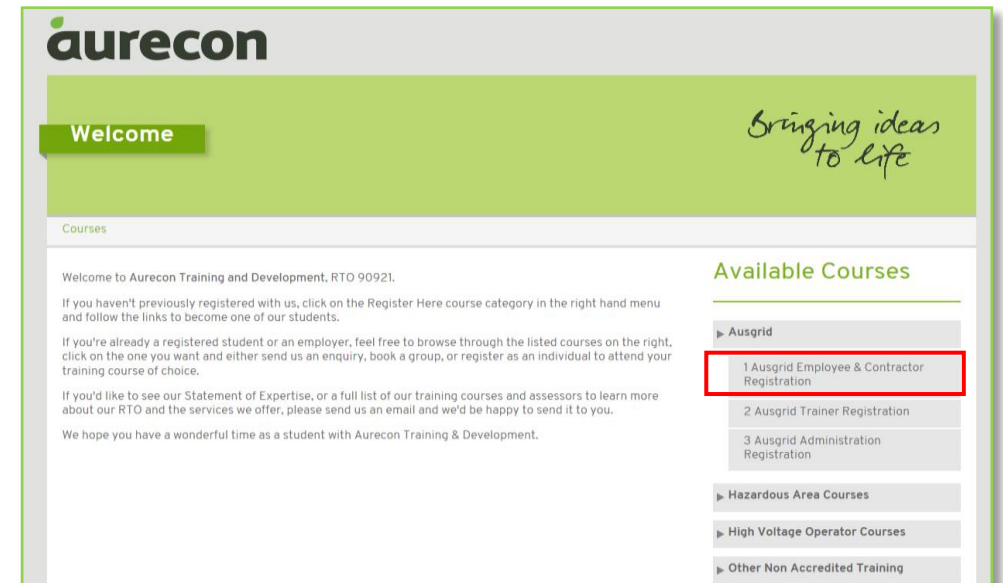 aurecon
Welcome
Bringing ideas
to life
Courses
Welcome to Aurecon Training and Development, RTO 90921.
If you haven't previously registered with us, click on the Register Here course category in the right hand menu
and follow the links to become one of our students.
If you're already a registered student or an employer, feel free to browse through the listed courses on the right,
click on the one you want and either send us an enquiry, book a group, or register as an individual to attend your
training course of choice.
If you'd like to see our Statement of Expertise, or a full list of our training courses and assessors to learn more
about our RTO and the services we offer, please send us an email and we'd be happy to send it to you.
We hope you have a wonderful time as a student with Aurecon Training & Development.
Available Courses
Ausgrid
1 Ausgrid Employee & Contractor
Registration
2 Ausgrid Trainer Registration
3 Ausgrid Administration
Registration
Hazardous Area Courses
High Voltage Operator Courses
Other Non Accredited Training